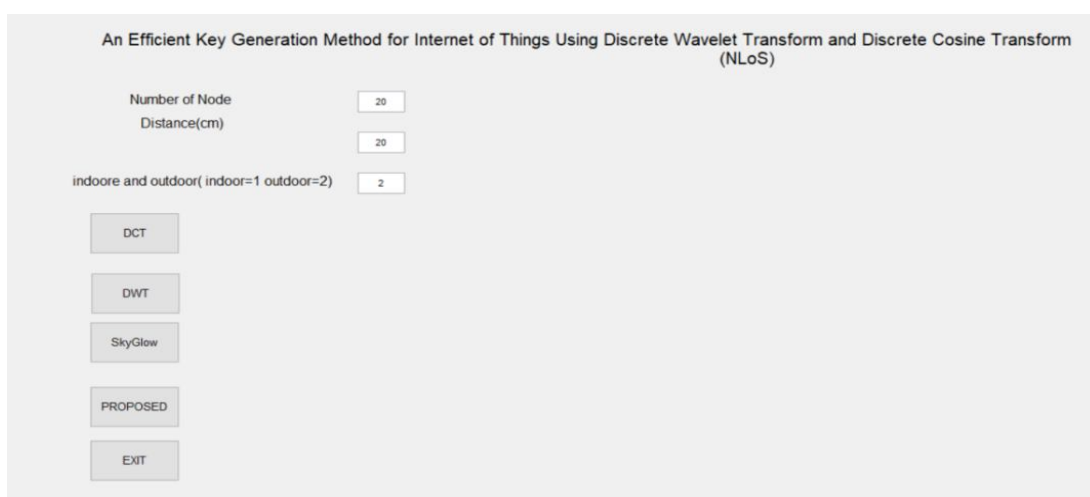 An Efficient Key Generation Method for Internet of Things Using Discrete Wavelet Transform and Discrete Cosine Transform
(NLoS)
Number of Node 20
Distance(cm)
20
indoore and outdoor( indoor=1 outdoor=2) 2
DCT
DWT
SkyGlow
PROPOSED
EXIT